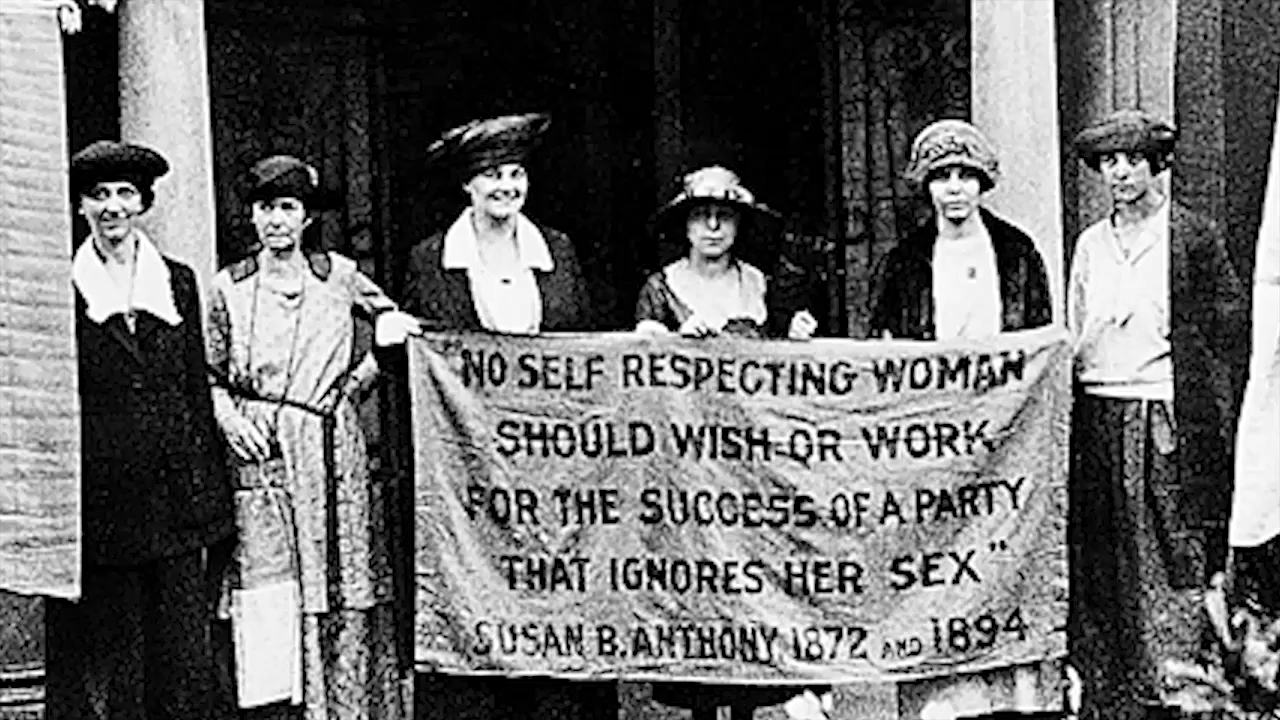 NO SELF RESPECTING WOMAN
SHOULD WISH OR WORK
FOR THE SUCCESS OF A PARTY
THAT IGNORES HER SEX"
SUSAN B. ANTHONY, 1872 AND 1894